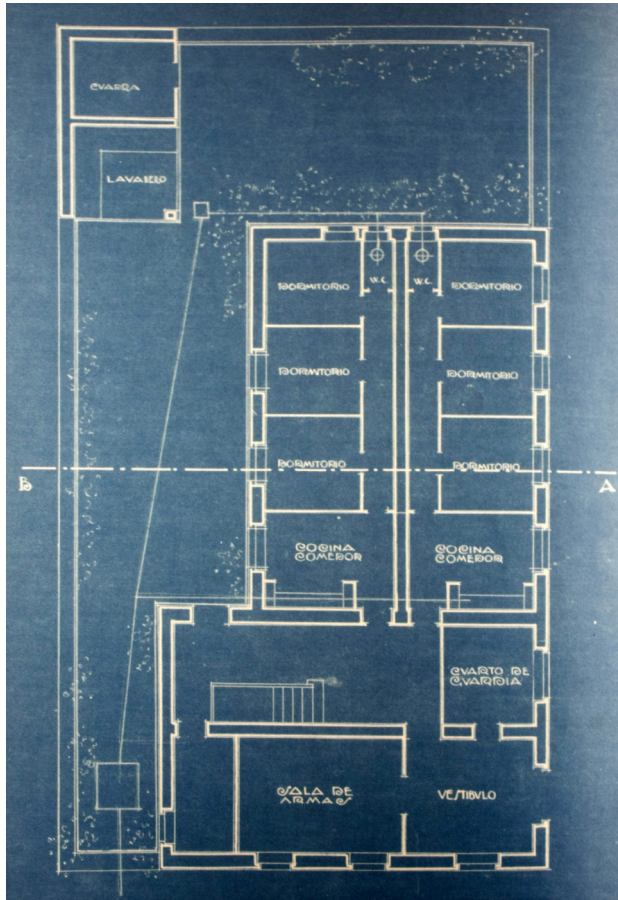 CUADRA
LAVADERO
DORMITORIO
W.C.
W.C.
DORMITORIO
DORMITORIO
DORMITORIO
DORMITORIO
DORMITORIO
B
A
COCINA
COMEDOR
COCINA
COMEDOR
CUARTO DE
GUARDIA
SALA DE
ARMAS
VESTIBULO